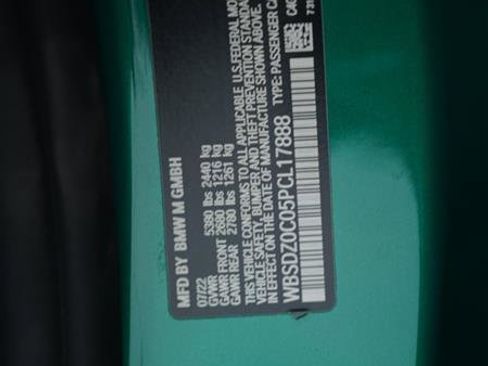 MFD BY BMW M GMBH
07/22
GVWR 5380 lbs 2440 kg
GAWR FRONT 2680 lbs 1216 kg
GAWR REAR 2780 lbs 1261 kg
THIS VEHICLE CONFORMS TO ALL APPLICABLE U.S.FEDERAL MO
VEHICLE SAFETY, BUMPER AND THEFT PREVENTION STANDA
IN EFFECT ON THE DATE OF MANUFACTURE SHOWN ABOVE.
WBSDZ0C05PCL17888 TYPE: PASSENGER CA